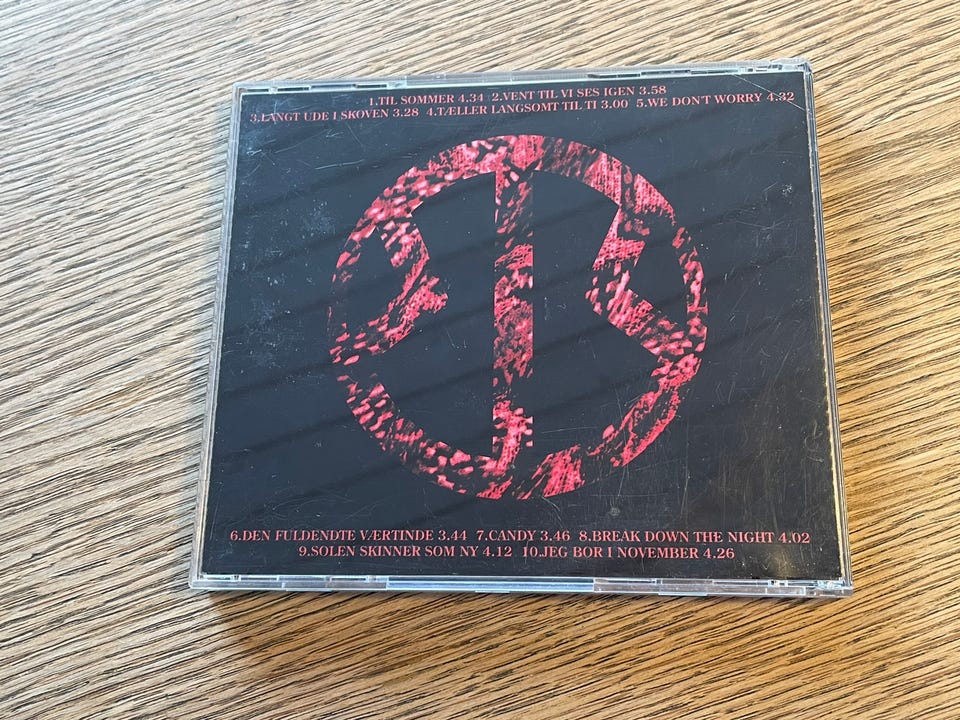 1.TIL SOMMER 4.34 2.VENT TIL VI SES IGEN 3.58
3.LANGT UDE I SKOVEN 3.28 4.TÆLLER LANGSOMT TIL TI 3.00 5.WE DON'T WORRY 4.32
6.DEN FULDENDTE VÆRTINDE 3.44 7.CANDY 3.46 8.BREAK DOWN THE NIGHT 4.02
9.SOLEN SKINNER SOM NY 4.12 10.JEG BOR I NOVEMBER 4.26